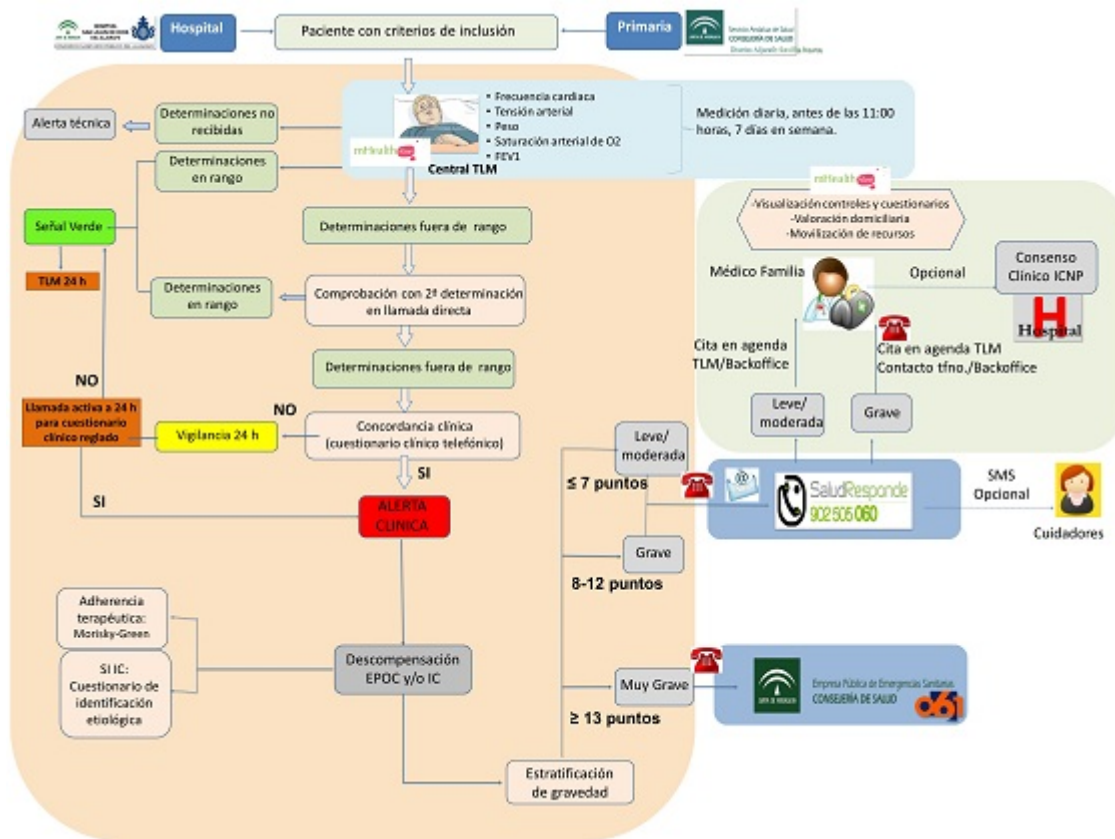 Hospital
Paciente con criterios de inclusión
Primaria
CONSEJERÍA DE SALUD
Alerta técnica
Determinaciones no
recibidas
Frecuencia cardiaca
Tensión arterial
Peso
Saturación arterial de O2
FEV1
Medición diaria, antes de las 11:00
horas, 7 días en semana.
mHealth
Central TLM
Determinaciones
en rango
Señal Verde
TLM 24 h
Determinaciones fuera de rango
Determinaciones
en rango
Comprobación con 2ª determinación
en llamada directa
Determinaciones fuera de rango
NO
Llamada activa a 24 h
para cuestionario
clínico reglado
Vigilancia 24 h
NO
Concordancia clínica
(cuestionario clínico telefónico)
SI
SI
ALERTA
CLINICA
mHealth
-Visualización controles y cuestionarios
-Valoración domiciliaria
-Movilización de recursos
Médico Familia
Opcional
Consenso
Clínico ICNP
H
Hospital
Cita en agenda
TLM/Backoffice
Cita en agenda TLM
Contacto tfno./Backoffice
Leve/
moderada
Grave
Leve/
moderada
≤ 7 puntos
SaludResponde
902 505 060
SMS
Opcional
Cuidadores
Grave
8-12 puntos
Adherencia
terapéutica:
Morisky-Green
SI IC:
Cuestionario de
identificación
etiológica
Descompensación
EPOC y/o IC
Muy Grave
≥ 13 puntos
Empresa Pública de Emergencias Sanitarias
CONSEJERÍA DE SALUD
061
Estratificación
de gravedad